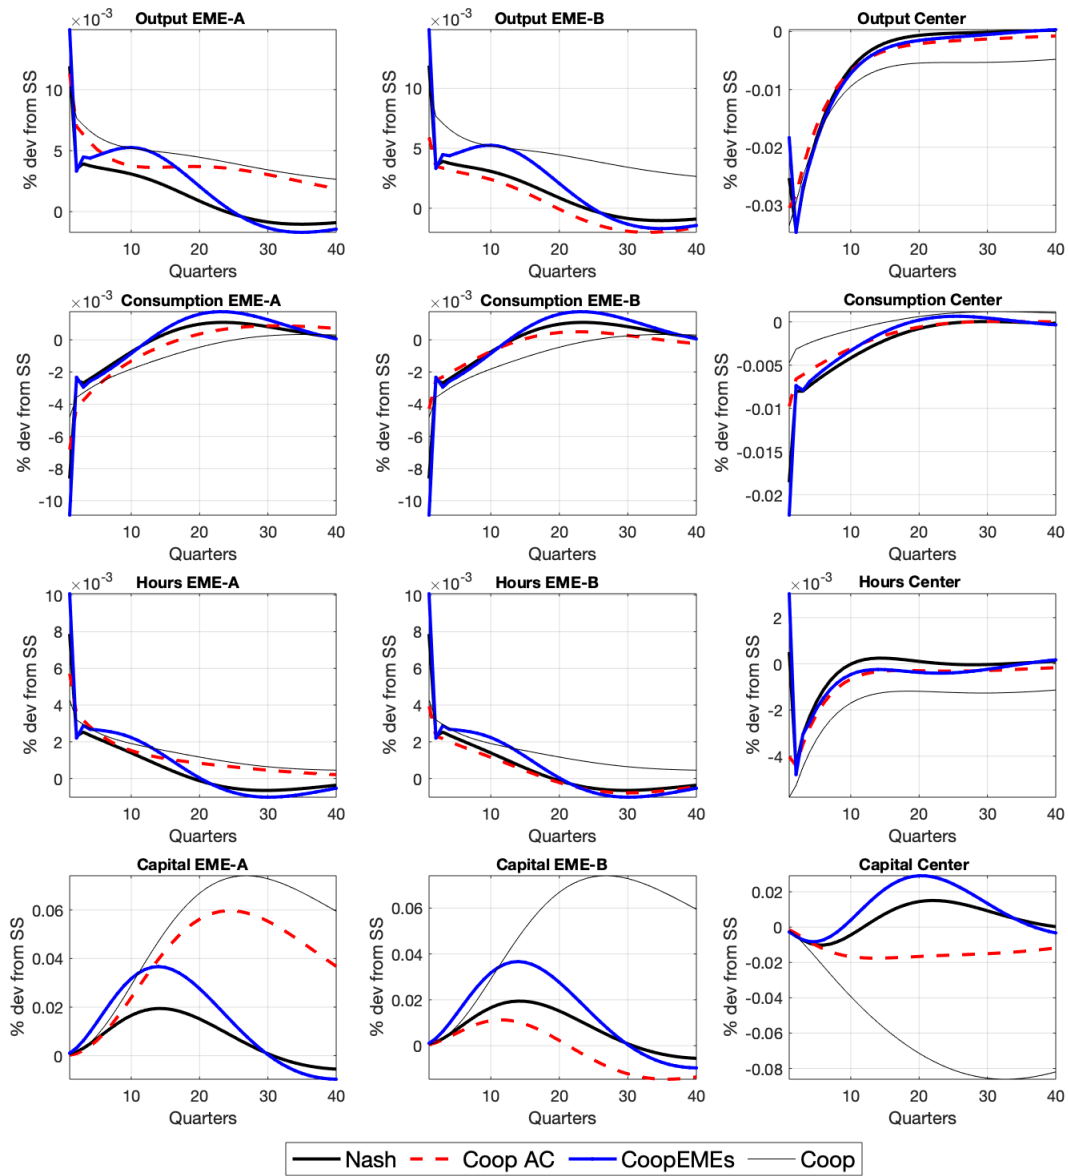 ×10⁻³ Output EME-A
% dev from SS
10
5
0
10 20 30 40
Quarters
×10⁻³ Output EME-B
% dev from SS
10
5
0
10 20 30 40
Quarters
Output Center
% dev from SS
0
-0.01
-0.02
-0.03
10 20 30 40
Quarters
×10⁻³ Consumption EME-A
% dev from SS
0
-2
-4
-6
-8
-10
10 20 30 40
Quarters
×10⁻³ Consumption EME-B
% dev from SS
0
-2
-4
-6
-8
-10
10 20 30 40
Quarters
Consumption Center
% dev from SS
0
-0.005
-0.01
-0.015
-0.02
10 20 30 40
Quarters
×10⁻³ Hours EME-A
% dev from SS
10
8
6
4
2
0
10 20 30 40
Quarters
×10⁻³ Hours EME-B
% dev from SS
10
8
6
4
2
0
10 20 30 40
Quarters
×10⁻³ Hours Center
% dev from SS
2
0
-2
-4
10 20 30 40
Quarters
Capital EME-A
% dev from SS
0.06
0.04
0.02
0
10 20 30 40
Quarters
Capital EME-B
% dev from SS
0.06
0.04
0.02
0
10 20 30 40
Quarters
Capital Center
% dev from SS
0.02
0
-0.02
-0.04
-0.06
-0.08
10 20 30 40
Quarters
Nash Coop AC CoopEMEs Coop